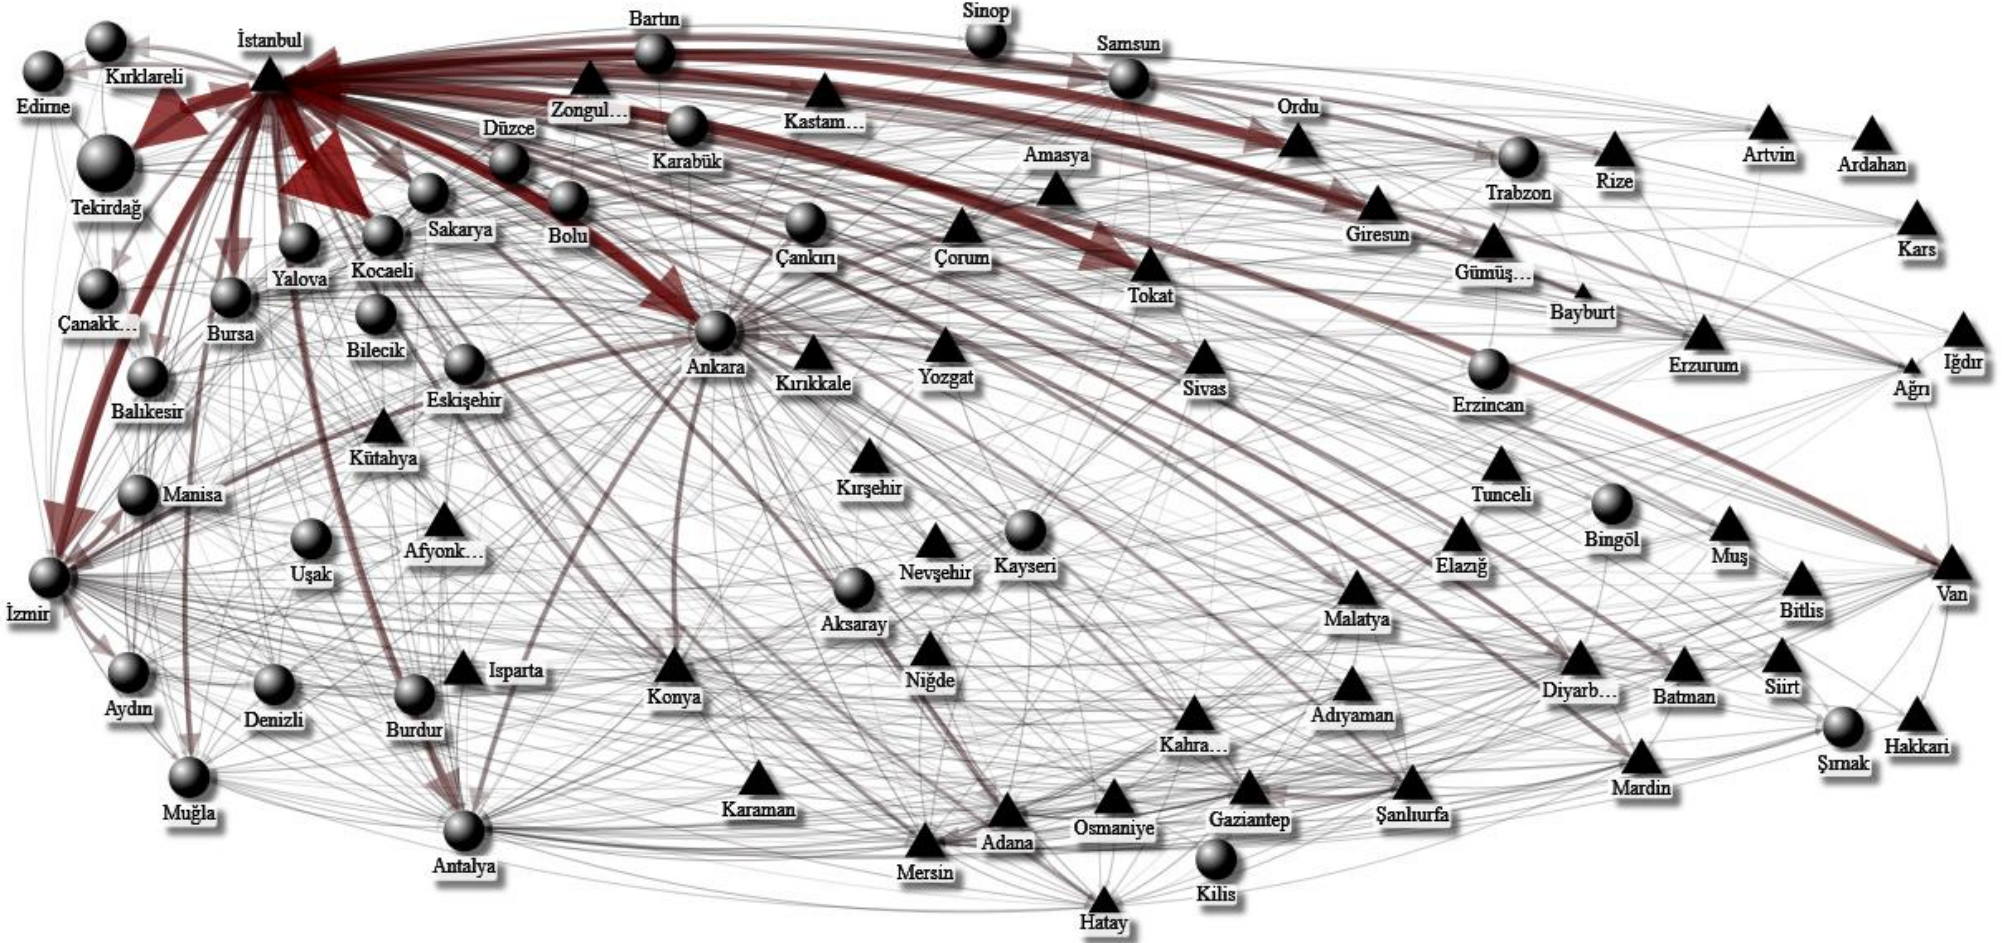 Sinop
Bartın
İstanbul
Samsun
Kırklareli
Edirne
Zongul...
Ordu
Kastam...
Düzce
Artvin
Ardahan
Karabük
Amasya
Rize
Trabzon
Tekirdağ
Sakarya
Bolu
Giresun
Kars
Çankırı
Çorum
Kocaeli
Gümüş...
Yalova
Tokat
Bayburt
Çanakk...
Bursa
Bilecik
Iğdır
Ankara
Erzurum
Yozgat
Kırıkkale
Sivas
Ağrı
Eskişehir
Erzincan
Balıkesir
Kütahya
Kırşehir
Manisa
Tunceli
Bingöl
Afyonk...
Muş
Elazığ
Kayseri
Nevşehir
Uşak
Van
İzmir
Bitlis
Malatya
Aksaray
Isparta
Niğde
Siirt
Diyarb...
Konya
Batman
Aydın
Adıyaman
Denizli
Burdur
Kahra...
Hakkari
Şırnak
Mardin
Karaman
Muğla
Şanlıurfa
Gaziantep
Osmaniye
Adana
Antalya
Mersin
Kilis
Hatay